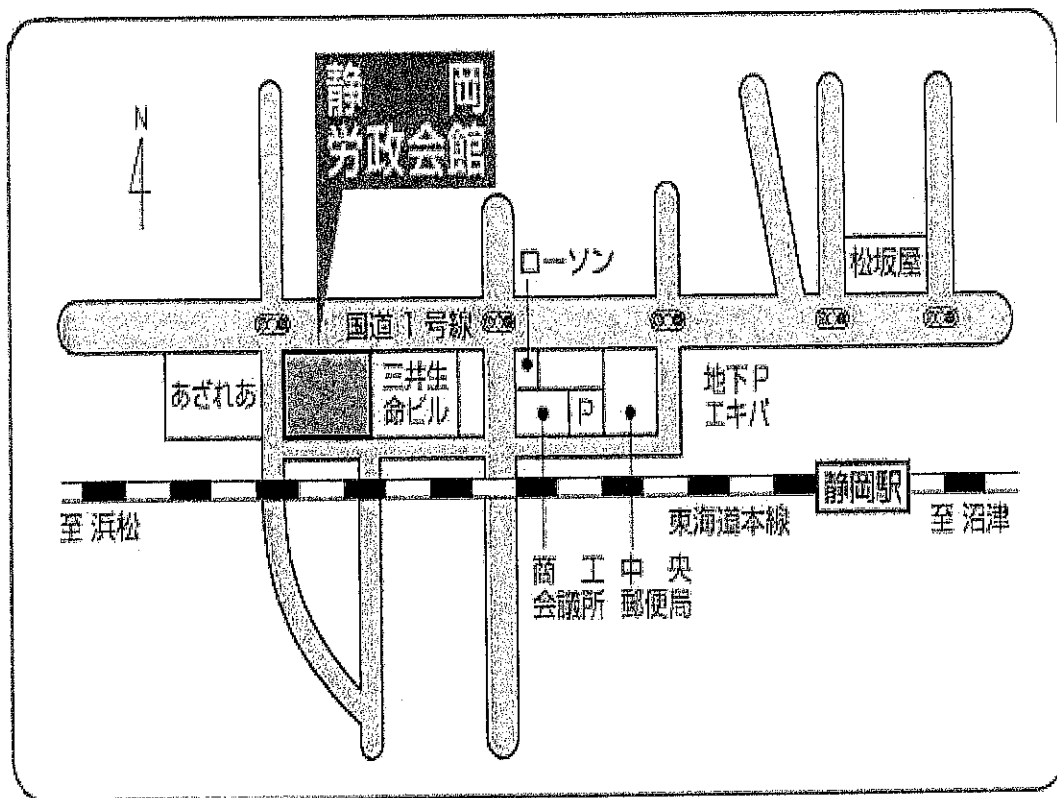 N
静岡
労政会館
ローソン
松坂屋
国道1号線
あざれあ
三井生
命ビル
P
地下P
エキパ
静岡駅
至 浜松
東海道本線
至 沼津
商工
会議所
中央
郵便局